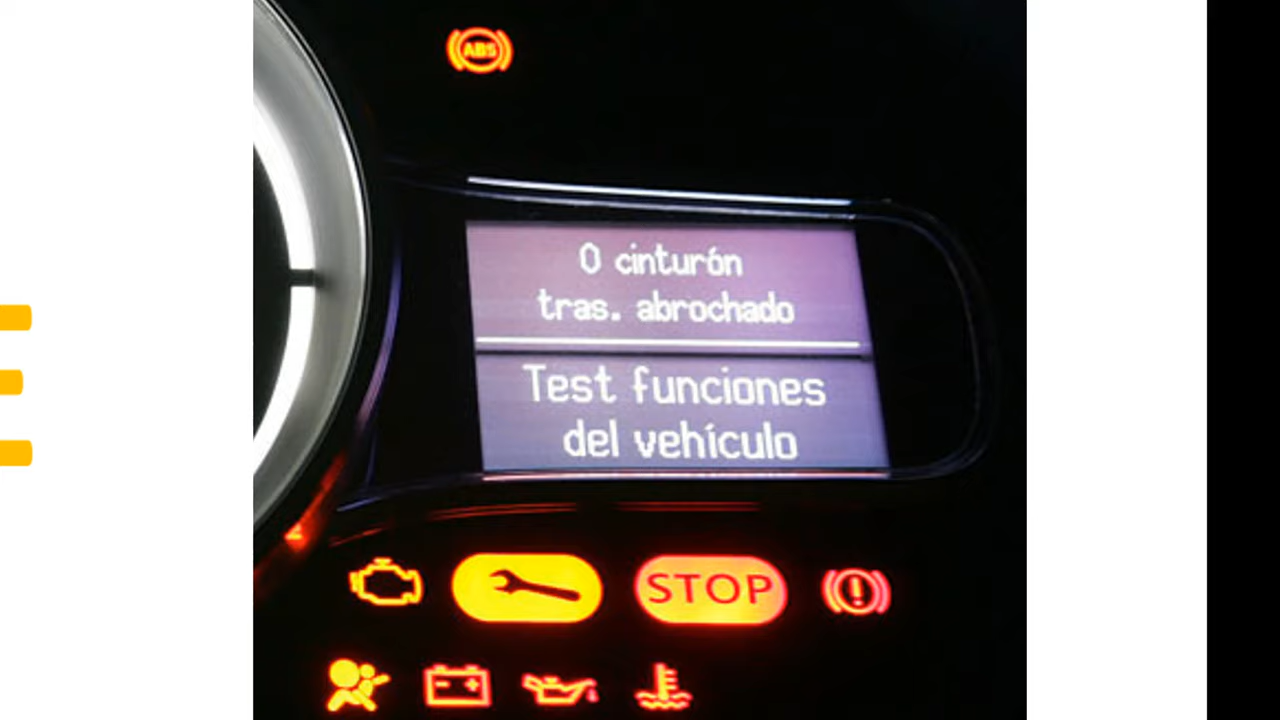 ABS
0 cinturón
tras. abrochado
Test funciones
del vehículo
STOP